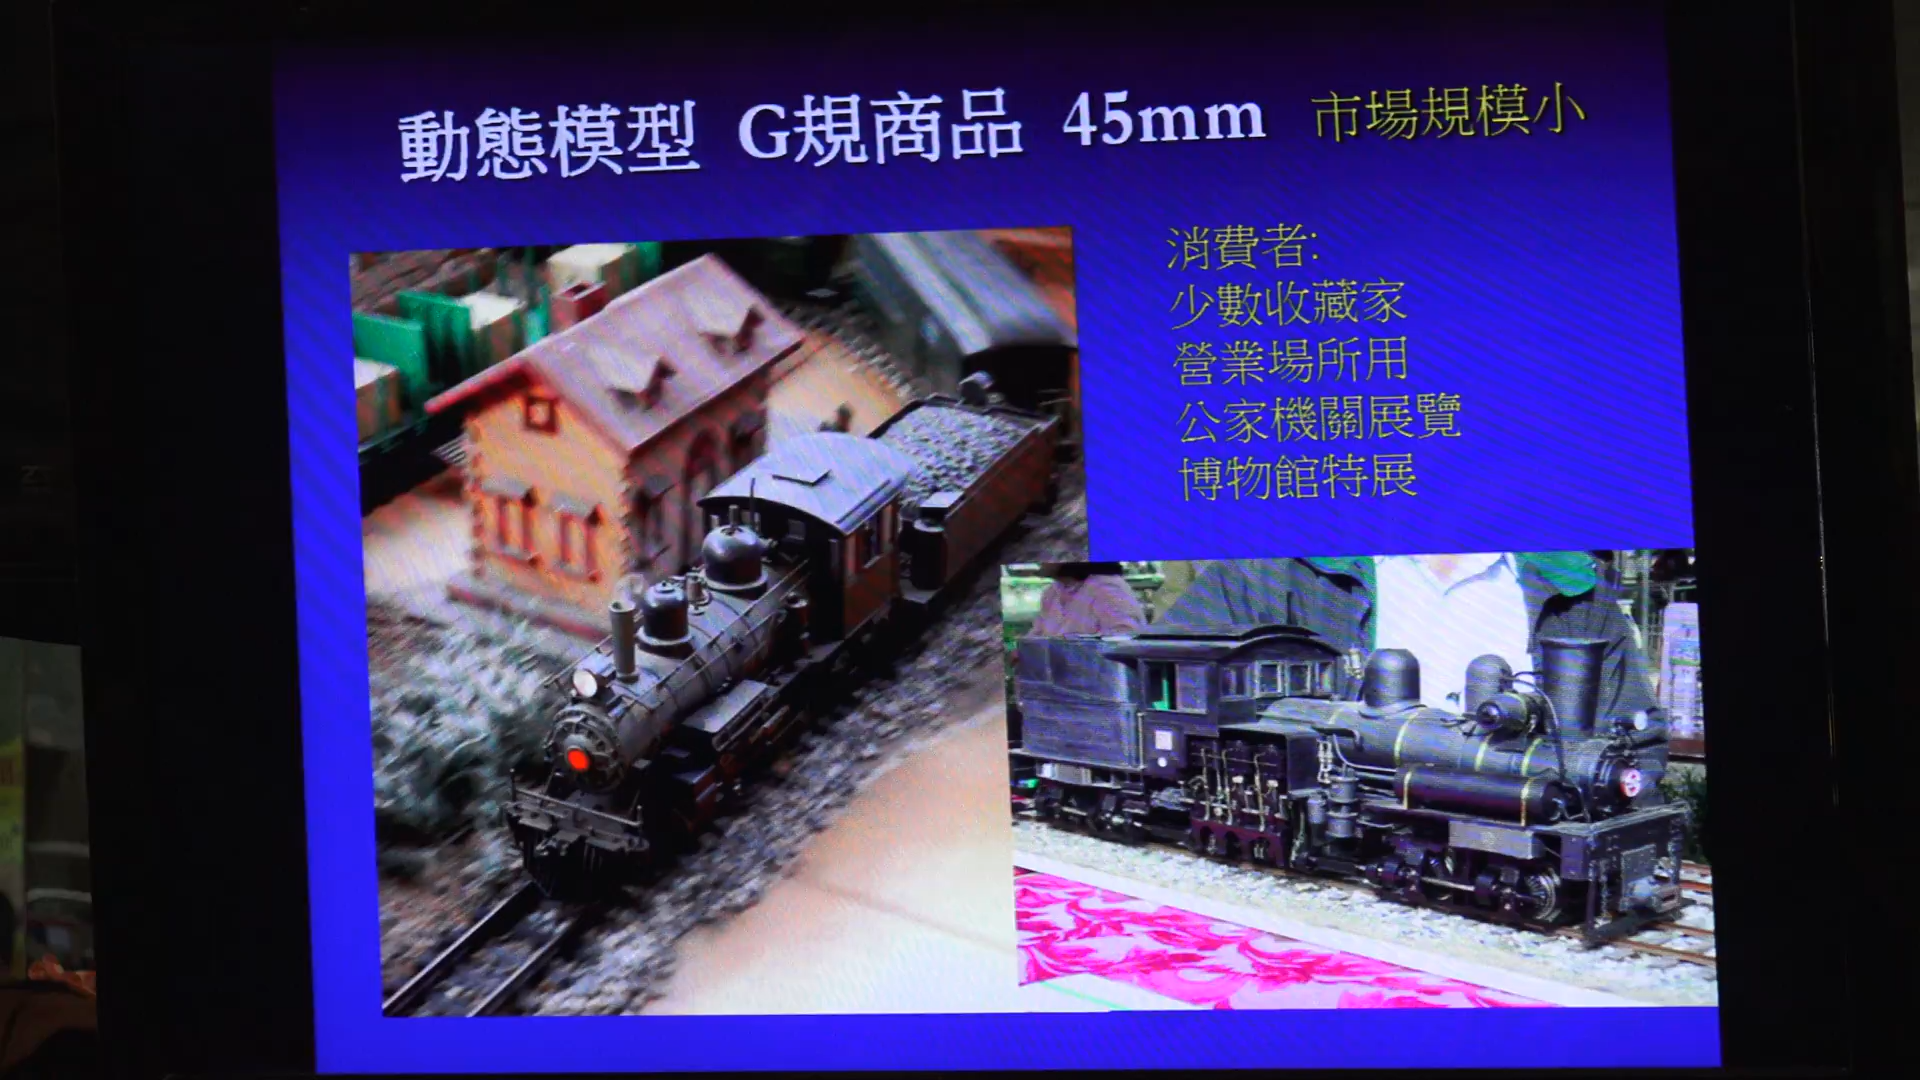 動態模型 G規商品 45mm 市場規模小
消費者:
少數收藏家
營業場所用
公家機關展覽
博物館特展